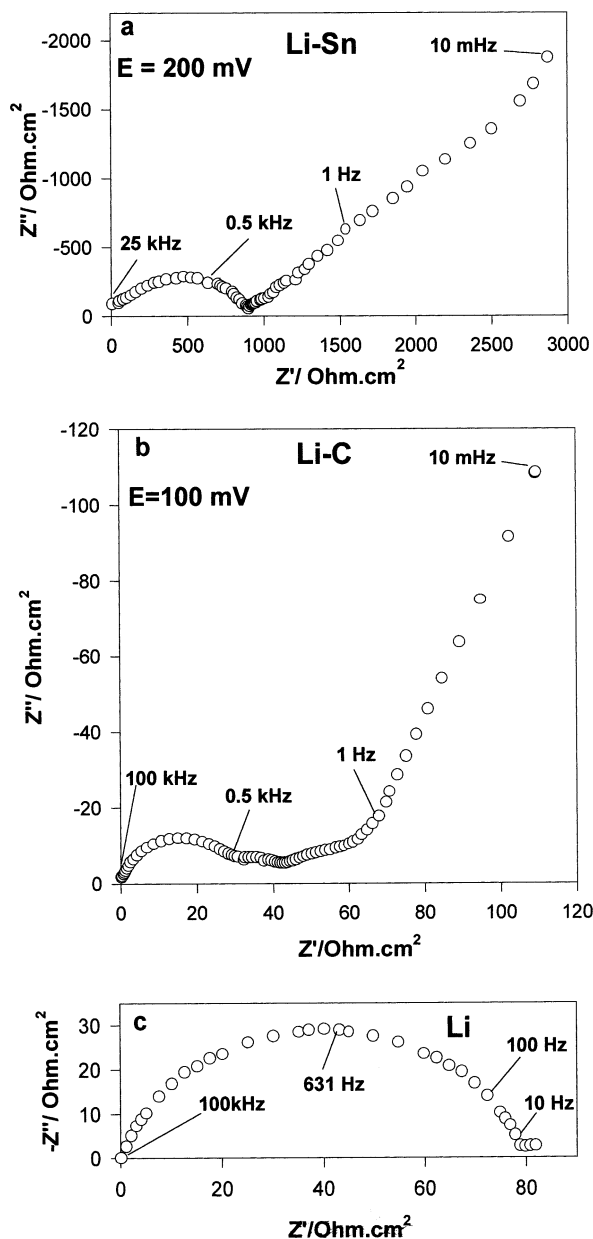 a
Li-Sn
E = 200 mV
10 mHz
1 Hz
0.5 kHz
25 kHz
Z"/ Ohm.cm2
-2000
-1500
-1000
-500
0
0 500 1000 1500 2000 2500 3000
Z'/ Ohm.cm2
b
Li-C
E=100 mV
10 mHz
1 Hz
0.5 kHz
100 kHz
Z"/ Ohm.cm2
-120
-100
-80
-60
-40
-20
0
0 20 40 60 80 100 120
Z'/Ohm.cm2
c
Li
631 Hz
100 Hz
10 Hz
100kHz
-Z"/ Ohm.cm2
30
20
10
0
0 20 40 60 80
Z'/Ohm.cm2